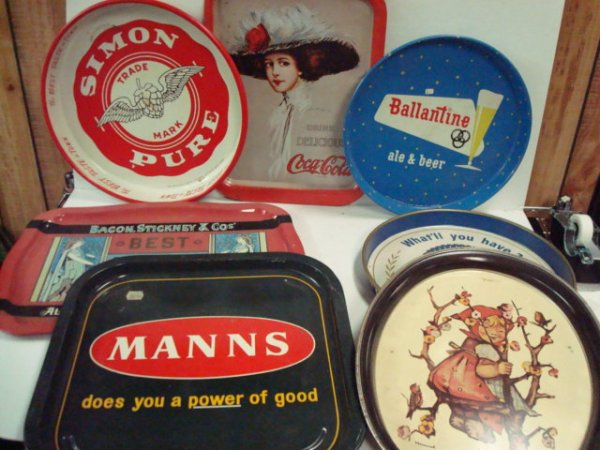 SIMON
TRADE
MARK
PURE
DRINK
DELICIOUS
Coca-Cola
Ballantine
ale & beer
BACON, STICKNEY & COS'
BEST
What'll you have
MANNS
does you a power of good